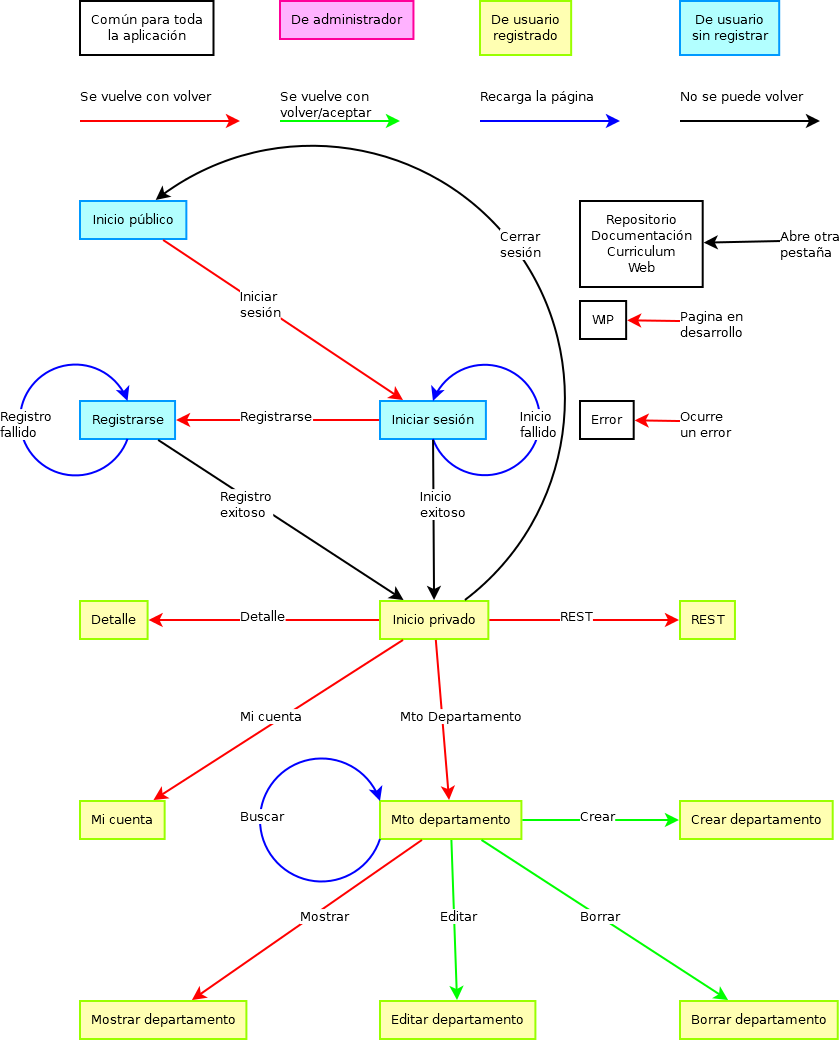 Común para toda
la aplicación
De administrador
De usuario
registrado
De usuario
sin registrar
Se vuelve con volver
Se vuelve con
volver/aceptar
Recarga la página
No se puede volver
Inicio público
Cerrar
sesión
Repositorio
Documentación
Curriculum
Web
Abre otra
pestaña
Iniciar
sesión
WIP
Pagina en
desarrollo
Registro
fallido
Registrarse
Registrarse
Iniciar sesión
Inicio
fallido
Error
Ocurre
un error
Registro
exitoso
Inicio
exitoso
Detalle
Detalle
Inicio privado
REST
REST
Mi cuenta
Mto Departamento
Mi cuenta
Buscar
Mto departamento
Crear
Crear departamento
Mostrar
Editar
Borrar
Mostrar departamento
Editar departamento
Borrar departamento